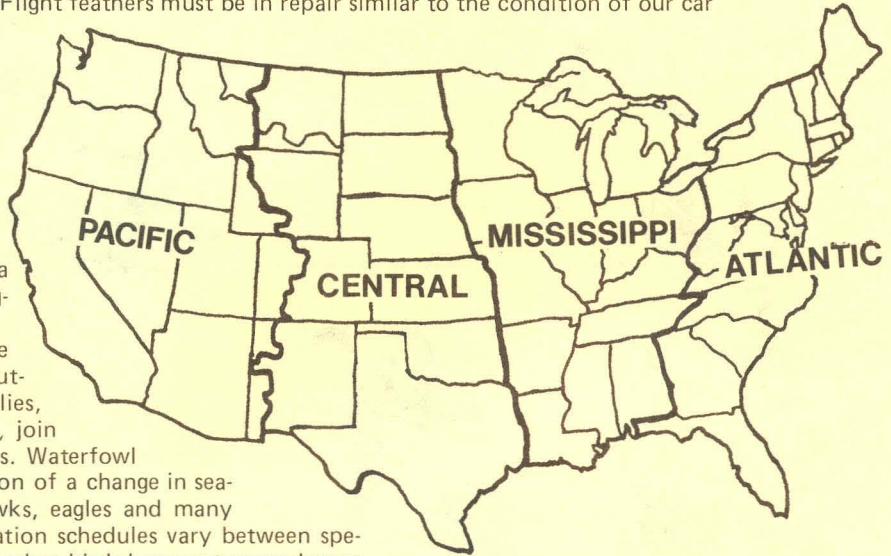 Flight feathers must be in repair similar to the condition of our car
PACIFIC
CENTRAL
MISSISSIPPI
ATLANTIC
a
g-
e
ut-
lies,
, join
s. Waterfowl
on of a change in sea-
wks, eagles and many
ation schedules vary between spe-